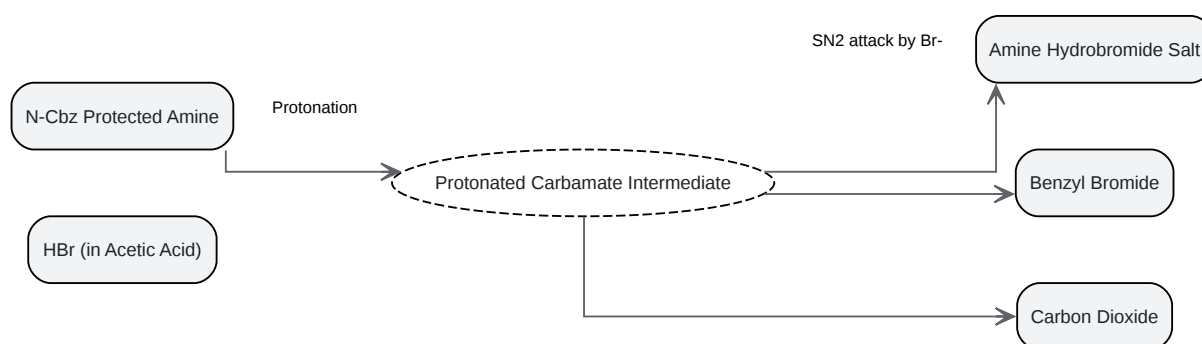 SN2 attack by Br-
Amine Hydrobromide Salt
N-Cbz Protected Amine
Protonation
Protonated Carbamate Intermediate
Benzyl Bromide
HBr (in Acetic Acid)
Carbon Dioxide